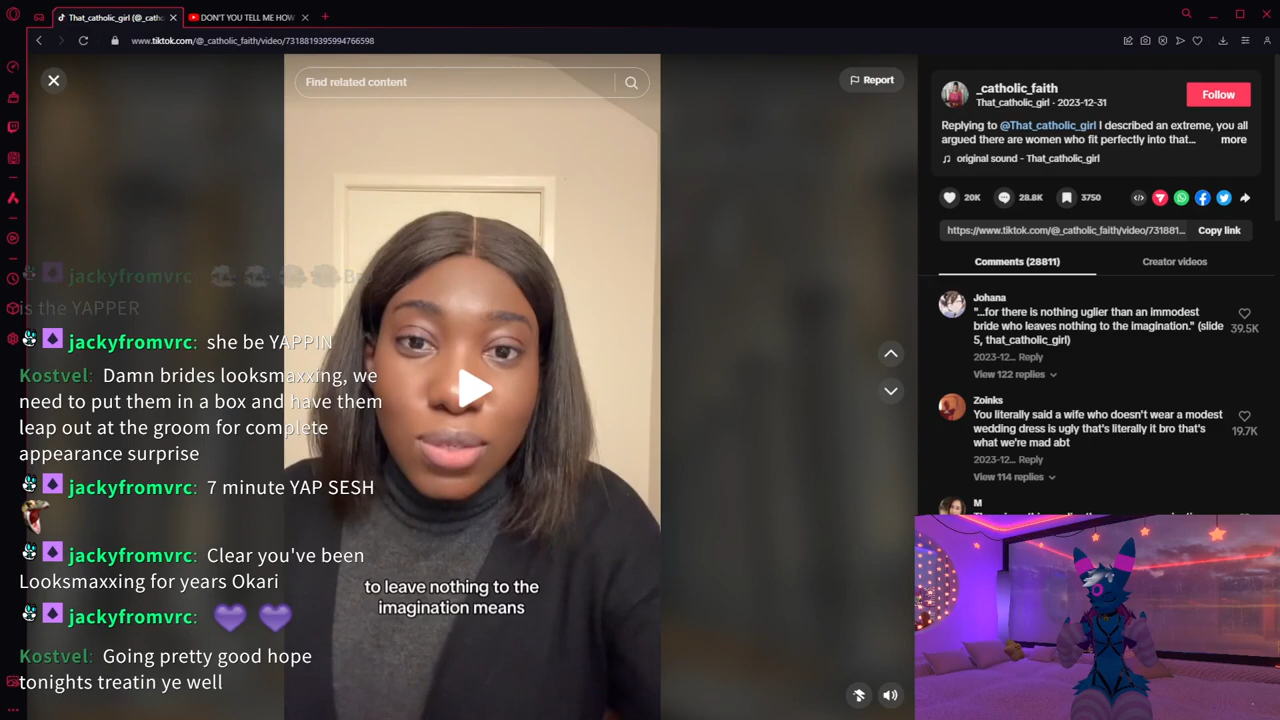 That_catholic_girl (@_cathc
DON'T YOU TELL ME HOW
www.tiktok.com/@_catholic_faith/video/7318819395994766598
Find related content
Report
_catholic_faith
That_catholic_girl · 2023-12-31
Follow
Replying to @That_catholic_girl I described an extreme, you all
argued there are women who fit perfectly into that... more
original sound - That_catholic_girl
20K
28.8K
3750
https://www.tiktok.com/@_catholic_faith/video/731881...
Copy link
Comments (28811)
Creator videos
Johana
"...for there is nothing uglier than an immodest
bride who leaves nothing to the imagination." (slide
5, that_catholic_girl)
39.5K
2023-12... Reply
View 122 replies
Zoinks
You literally said a wife who doesn't wear a modest
wedding dress is ugly that's literally it bro that's
what we're mad abt
19.7K
2023-12... Reply
View 114 replies
M
jackyfromvrc:
is the YAPPER
jackyfromvrc: she be YAPPIN
Kostvel: Damn brides looksmaxxing, we
need to put them in a box and have them
leap out at the groom for complete
appearance surprise
jackyfromvrc: 7 minute YAP SESH
jackyfromvrc: Clear you've been
Looksmaxxing for years Okari
jackyfromvrc:
Kostvel: Going pretty good hope
tonights treatin ye well
to leave nothing to the
imagination means